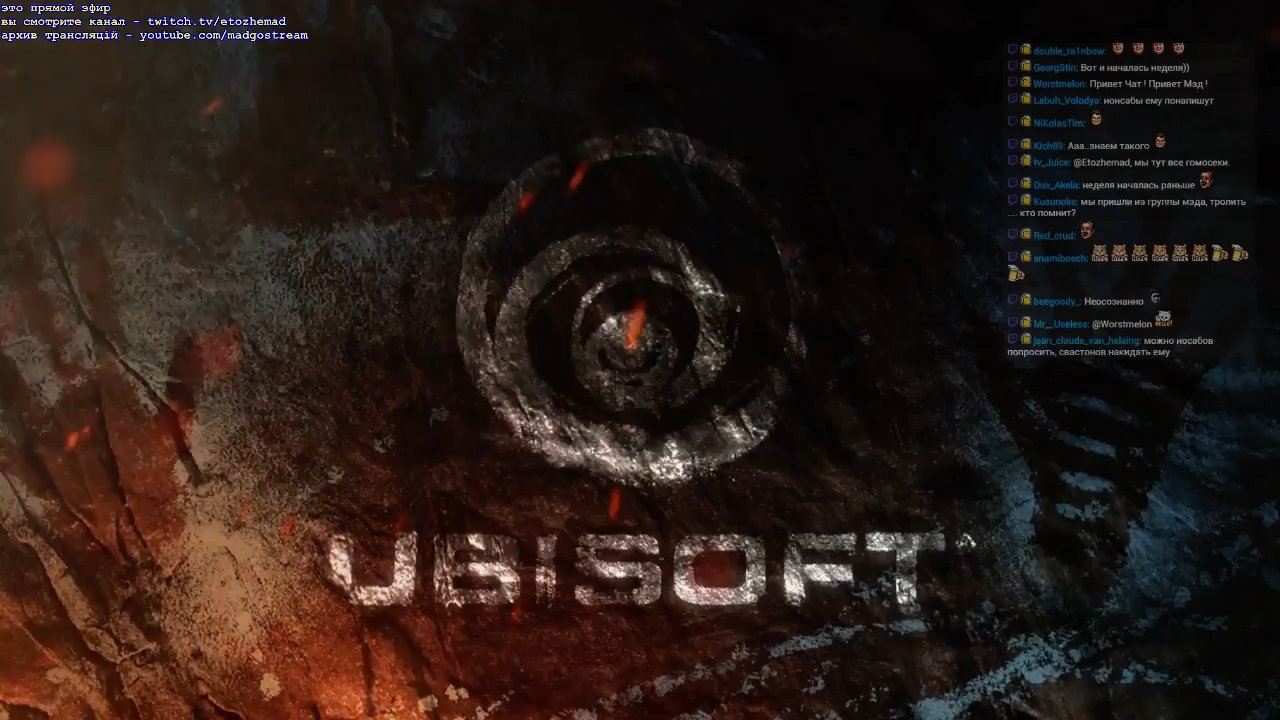 это прямой эфир
вы смотрите канал - twitch.tv/etozhemad
архив трансляцій - youtube.com/madgostream
double_ra1nbow:
GeorgStin: Вот и началась неделя))
Worstmelon: Привет Чат ! Привет Мэд !
Labuh_Volodya: нонсабы ему понапишут
NiKolasTim:
Kich89: Ааа..знаем такого
tv_Juice: @Etozhemad, мы тут все гомосеки.
Dux_Akela: неделя началась раньше
Kusunoke: мы пришли из группы мэда, тролить
.... кто помнит?
Red_crud:
snamibosch:
beegoody_: Неосознанно
Mr__Useless: @Worstmelon
HELLO!
jean_claude_van_helsing: можно носабов
попросить, свастонов накидать ему
UBISOFT